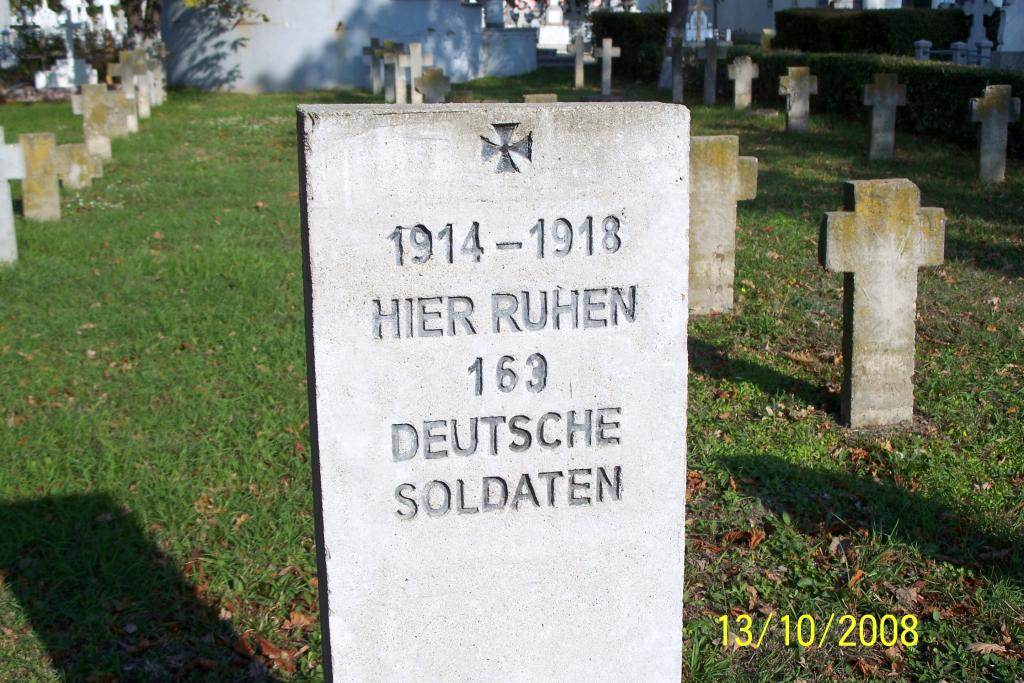 1914 – 1918
HIER RUHEN
163
DEUTSCHE
SOLDATEN
13/10/2008